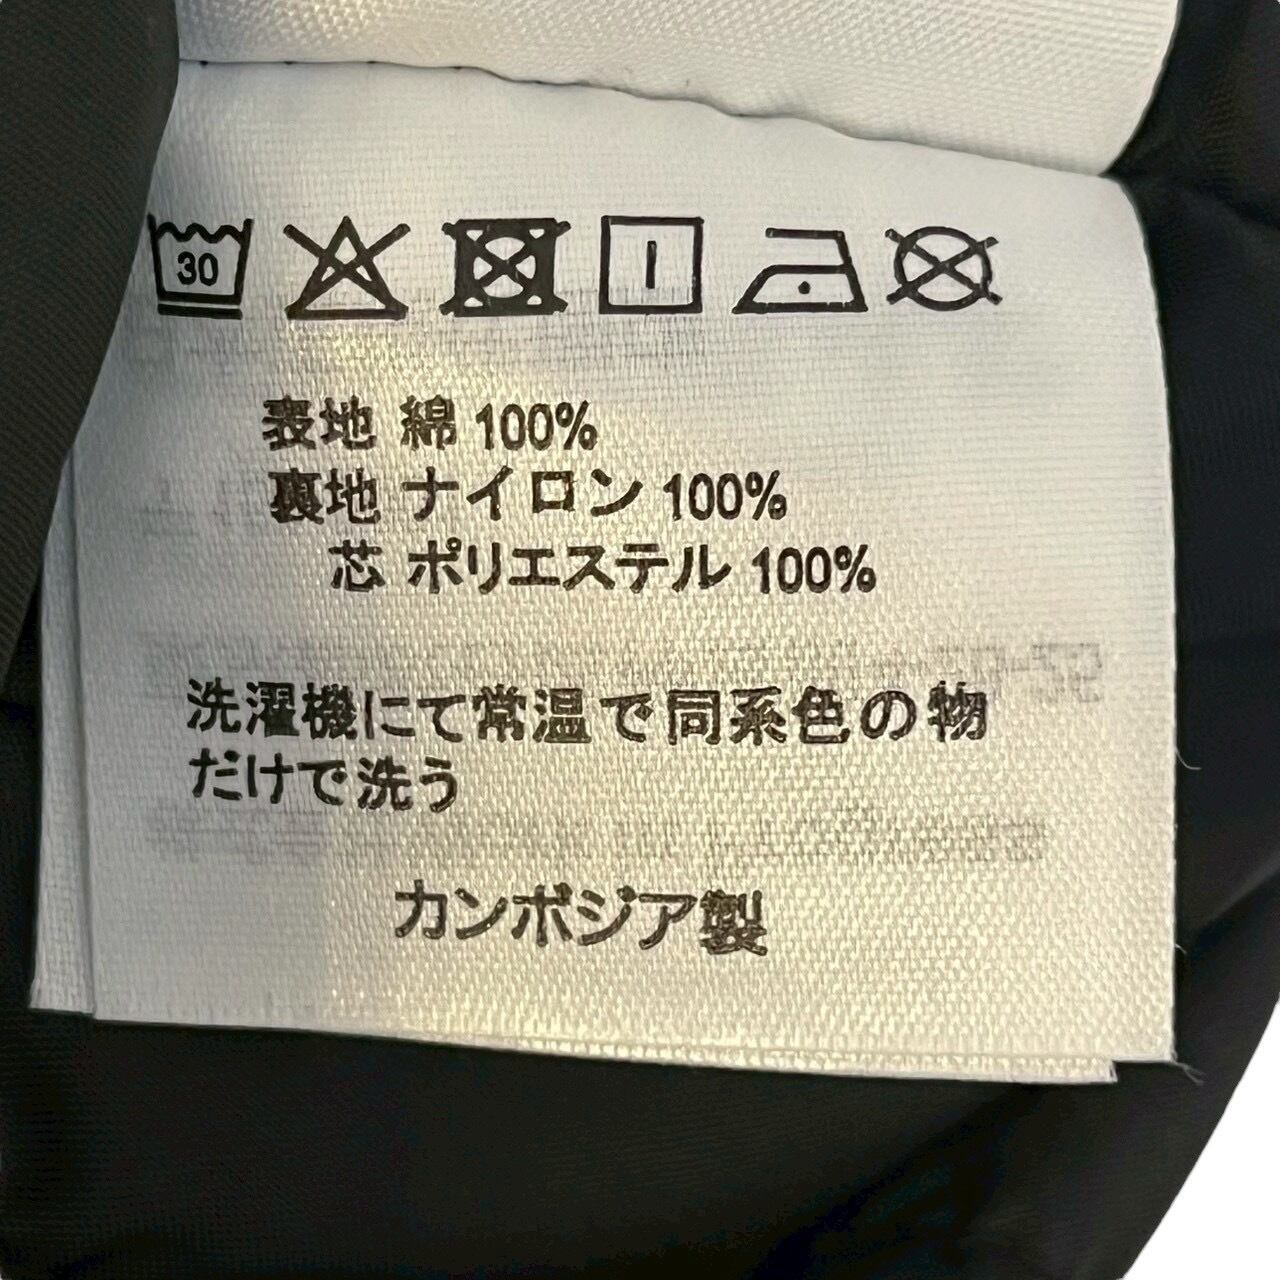 30
表地 綿 100%
裏地 ナイロン 100%
芯 ポリエステル 100%
洗濯機にて常温で同系色の物
だけで洗う
カンボジア製